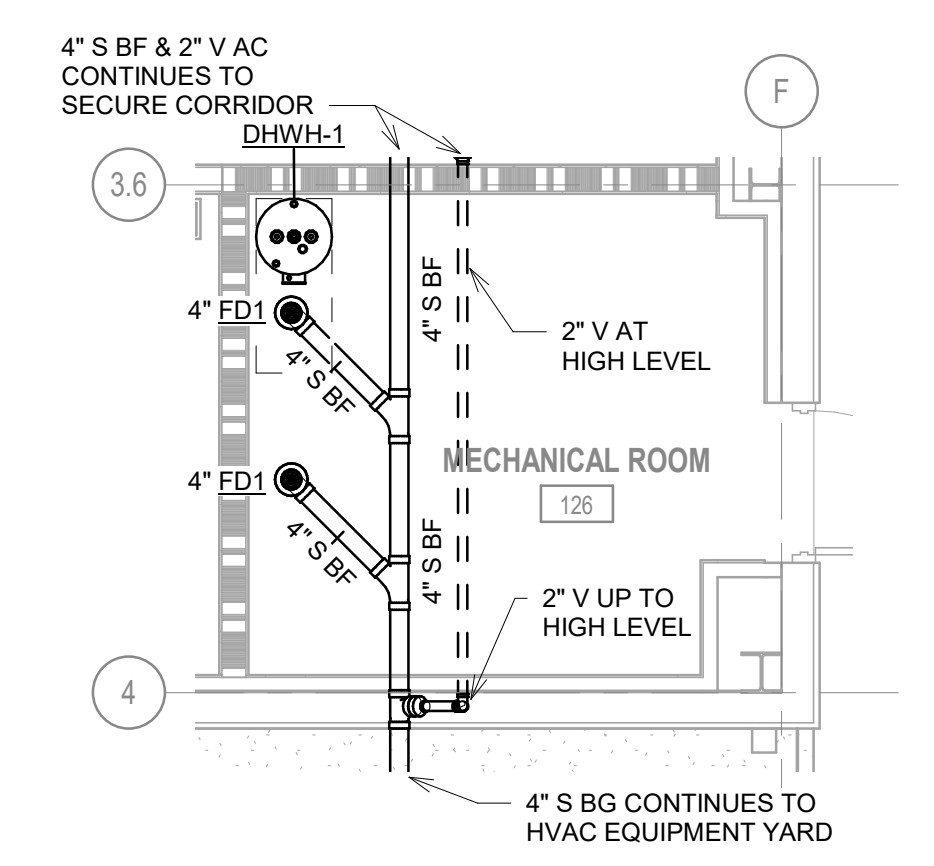 4" S BF & 2" V AC
CONTINUES TO
SECURE CORRIDOR
DHWH-1
F
3.6
4" S BF
4" FD1
2" V AT
HIGH LEVEL
4" S BF
MECHANICAL ROOM
126
4" FD1
4" S BF
4" S BF
2" V UP TO
HIGH LEVEL
4
4" S BG CONTINUES TO
HVAC EQUIPMENT YARD